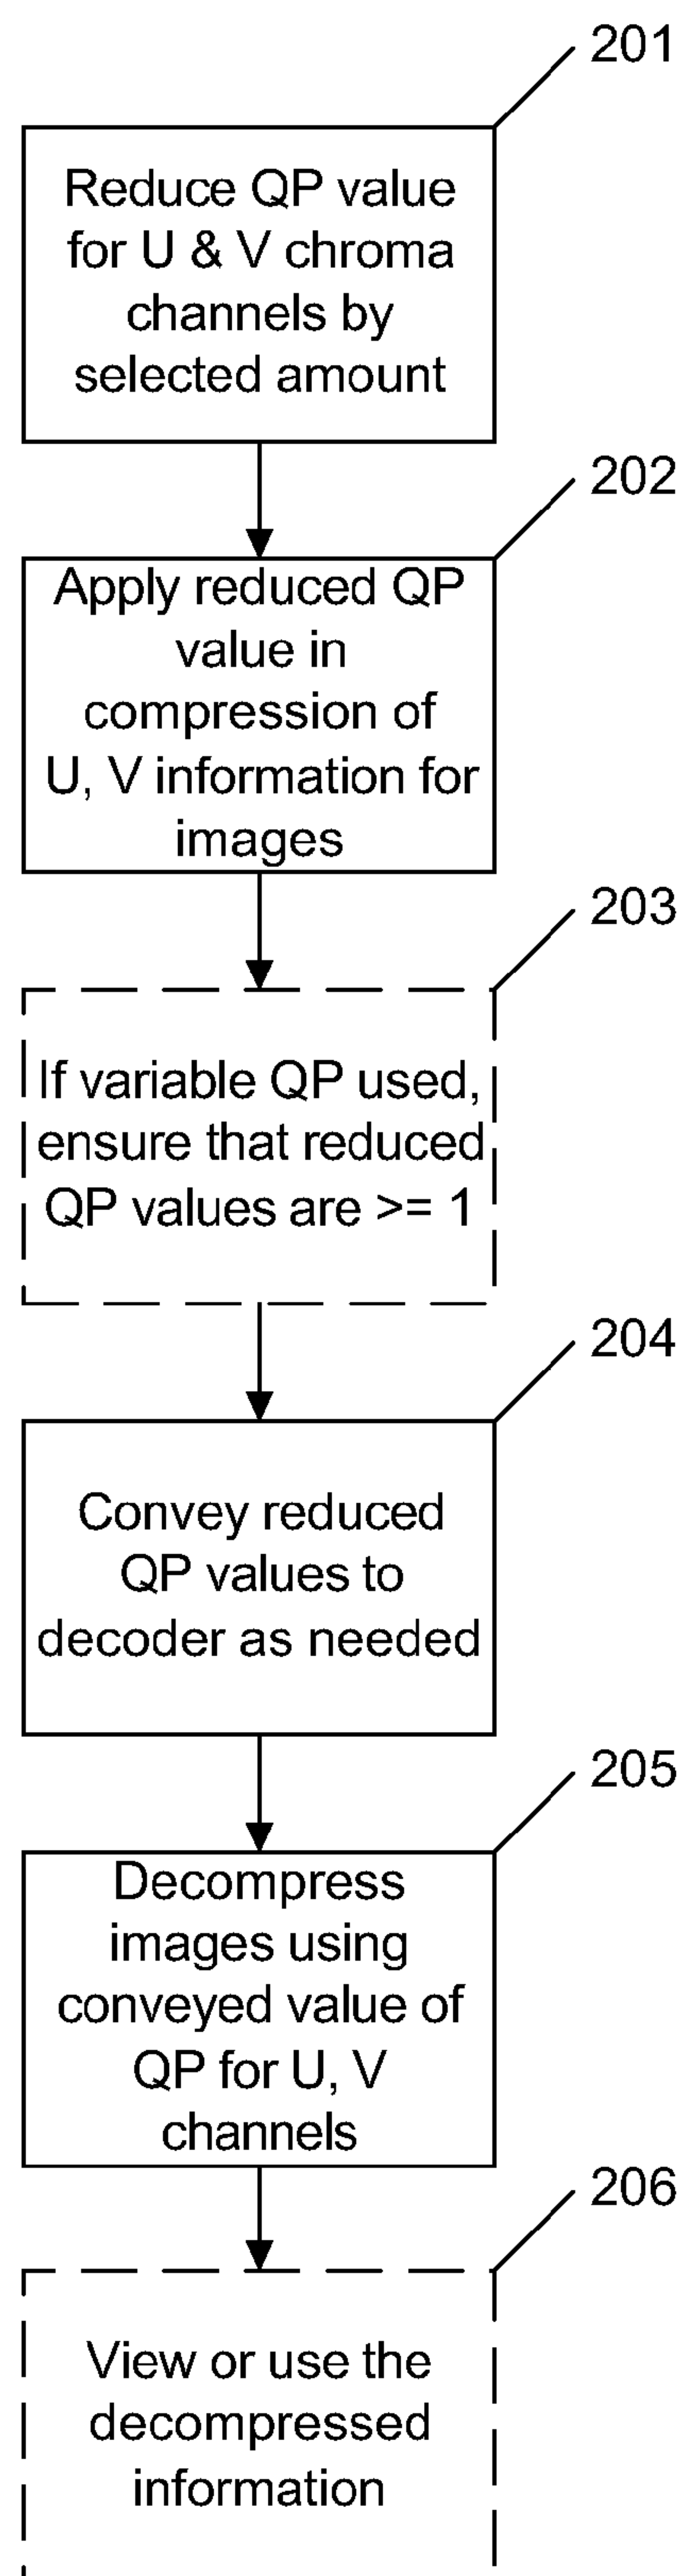 201
Reduce QP value
for U & V chroma
channels by
selected amount
202
Apply reduced QP
value in
compression of
U, V information for
images
203
If variable QP used,
ensure that reduced
QP values are >= 1
204
Convey reduced
QP values to
decoder as needed
205
Decompress
images using
conveyed value of
QP for U, V
channels
206
View or use the
decompressed
information